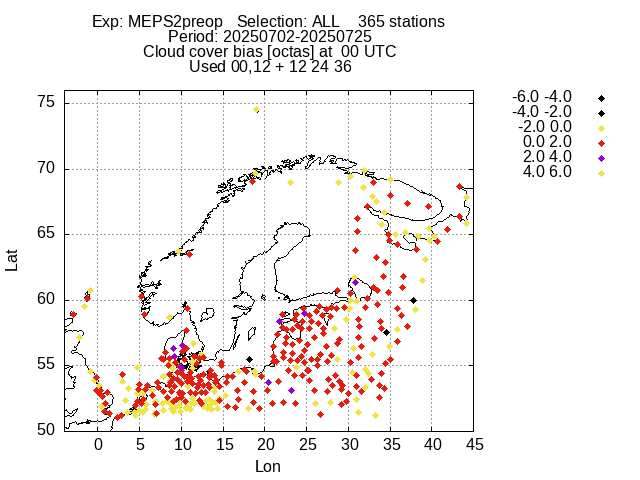 Exp: MEPS2preop   Selection: ALL    365 stations
Period: 20250702-20250725
Cloud cover bias [octas] at  00 UTC
Used 00,12 + 12 24 36
-6.0 -4.0
-4.0 -2.0
-2.0 0.0
0.0 2.0
2.0 4.0
4.0 6.0
75
70
65
60
55
50
Lat
0 5 10 15 20 25 30 35 40 45
Lon